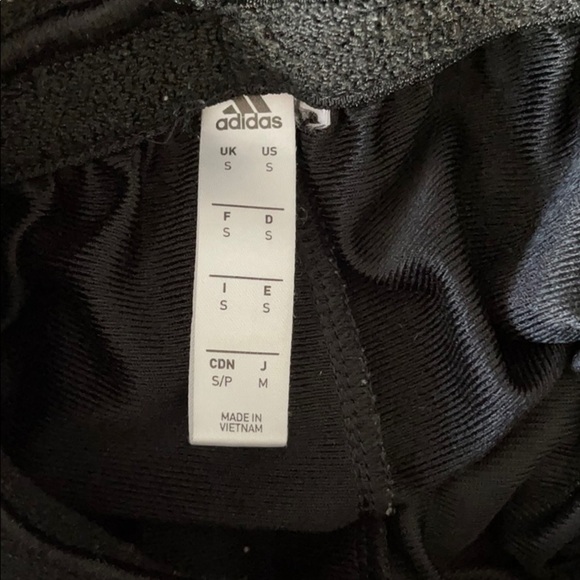 adidas
UK US
S S
F D
S S
I E
S S
CDN J
S/P M
MADE IN
VIETNAM